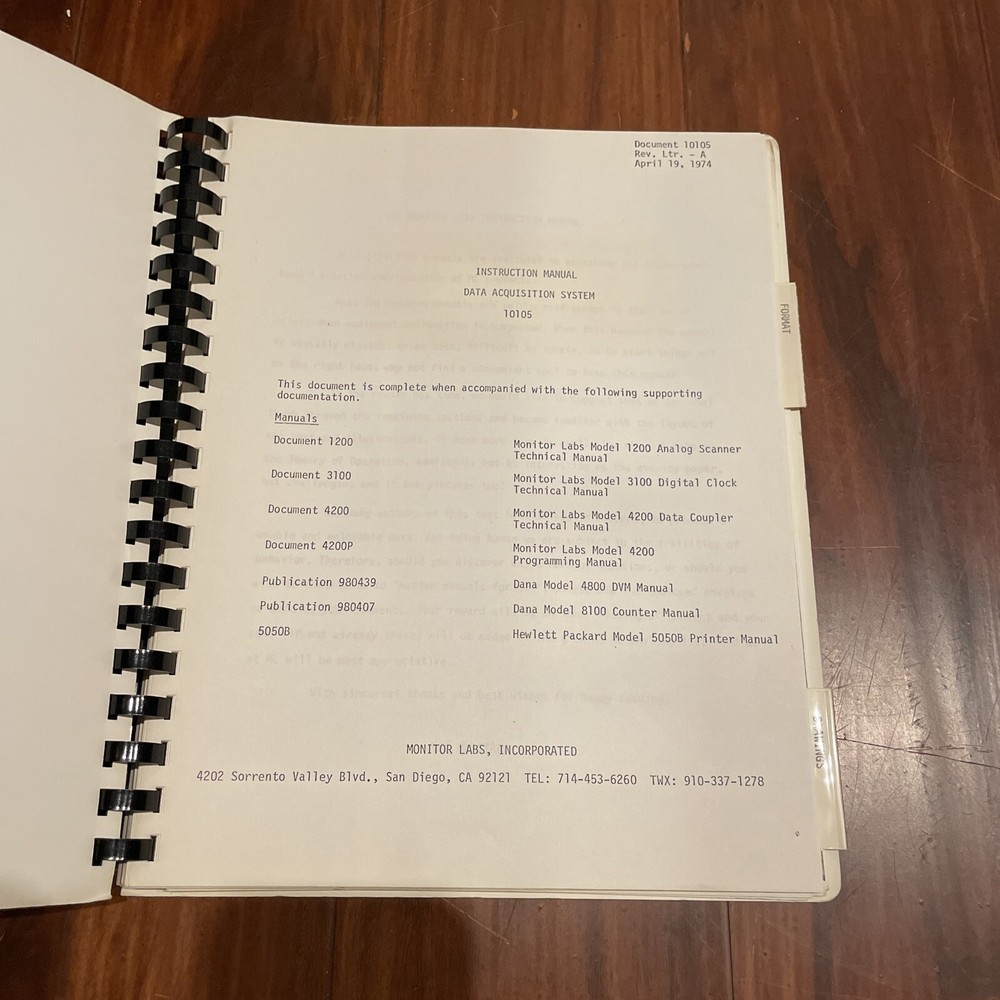 Document 10105
Rev. Ltr. - A
April 19, 1974
INSTRUCTION MANUAL
DATA ACQUISITION SYSTEM
10105
FORMAT
This document is complete when accompanied with the following supporting
documentation.
Manuals
Document 1200 Monitor Labs Model 1200 Analog Scanner
Technical Manual
Document 3100 Monitor Labs Model 3100 Digital Clock
Technical Manual
Document 4200 Monitor Labs Model 4200 Data Coupler
Technical Manual
Document 4200P Monitor Labs Model 4200
Programming Manual
Publication 980439 Dana Model 4800 DVM Manual
Publication 980407 Dana Model 8100 Counter Manual
5050B Hewlett Packard Model 5050B Printer Manual
DRAWINGS
MONITOR LABS, INCORPORATED
4202 Sorrento Valley Blvd., San Diego, CA 92121 TEL: 714-453-6260 TWX: 910-337-1278